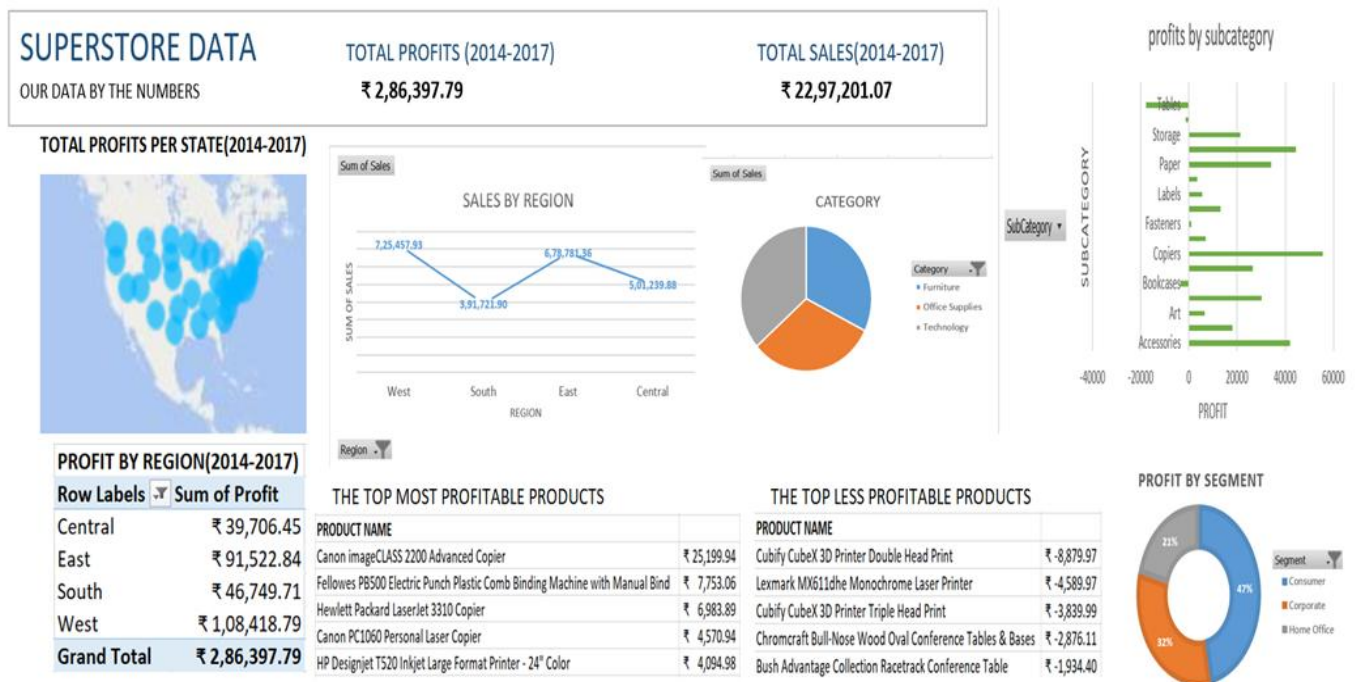 SUPERSTORE DATA
OUR DATA BY THE NUMBERS
TOTAL PROFITS (2014-2017)
₹ 2,86,397.79
TOTAL SALES(2014-2017)
₹ 22,97,201.07
TOTAL PROFITS PER STATE(2014-2017)
Sum of Sales
SALES BY REGION
SUM OF SALES
7,25,457.93
3,91,721.90
6,78,781.36
5,01,239.88
West South East Central
REGION
Region
Sum of Sales
CATEGORY
Category
Furniture
Office Supplies
Technology
profits by subcategory
SubCategory
SUBCATEGORY
Tables
Storage
Paper
Labels
Fasteners
Copiers
Bookcases
Art
Accessories
-40000 -20000 0 20000 40000 60000
PROFIT
PROFIT BY REGION(2014-2017)
Row Labels Sum of Profit
Central ₹ 39,706.45
East ₹ 91,522.84
South ₹ 46,749.71
West ₹ 1,08,418.79
Grand Total ₹ 2,86,397.79
THE TOP MOST PROFITABLE PRODUCTS
PRODUCT NAME
Canon imageCLASS 2200 Advanced Copier ₹ 25,199.94
Fellowes PB500 Electric Punch Plastic Comb Binding Machine with Manual Bind ₹ 7,753.06
Hewlett Packard LaserJet 3310 Copier ₹ 6,983.89
Canon PC1060 Personal Laser Copier ₹ 4,570.94
HP Designjet T520 Inkjet Large Format Printer - 24" Color ₹ 4,094.98
THE TOP LESS PROFITABLE PRODUCTS
PRODUCT NAME
Cubify CubeX 3D Printer Double Head Print ₹ -8,879.97
Lexmark MX611dhe Monochrome Laser Printer ₹ -4,589.97
Cubify CubeX 3D Printer Triple Head Print ₹ -3,839.99
Chromcraft Bull-Nose Wood Oval Conference Tables & Bases ₹ -2,876.11
Bush Advantage Collection Racetrack Conference Table ₹ -1,934.40
PROFIT BY SEGMENT
21%
47%
32%
Segment
Consumer
Corporate
Home Office